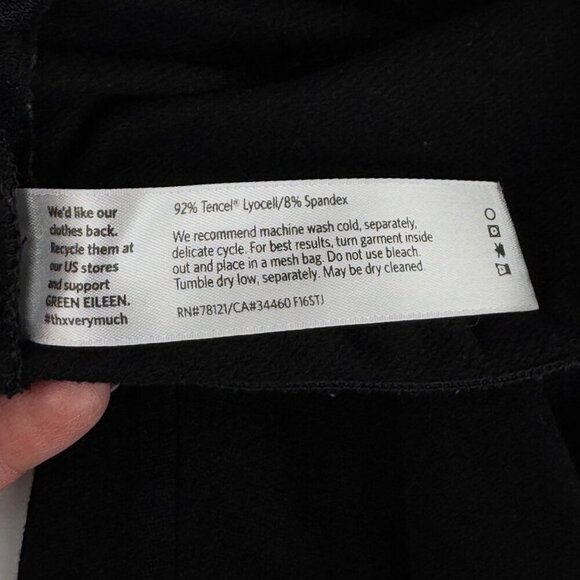 We'd like our
clothes back.
Recycle them at
our US stores
and support
GREEN EILEEN.
#thxverymuch
92% Tencel® Lyocell/8% Spandex
We recommend machine wash cold, separately,
delicate cycle. For best results, turn garment inside
out and place in a mesh bag. Do not use bleach.
Tumble dry low, separately. May be dry cleaned.
RN#78121/CA#34460 F16STJ